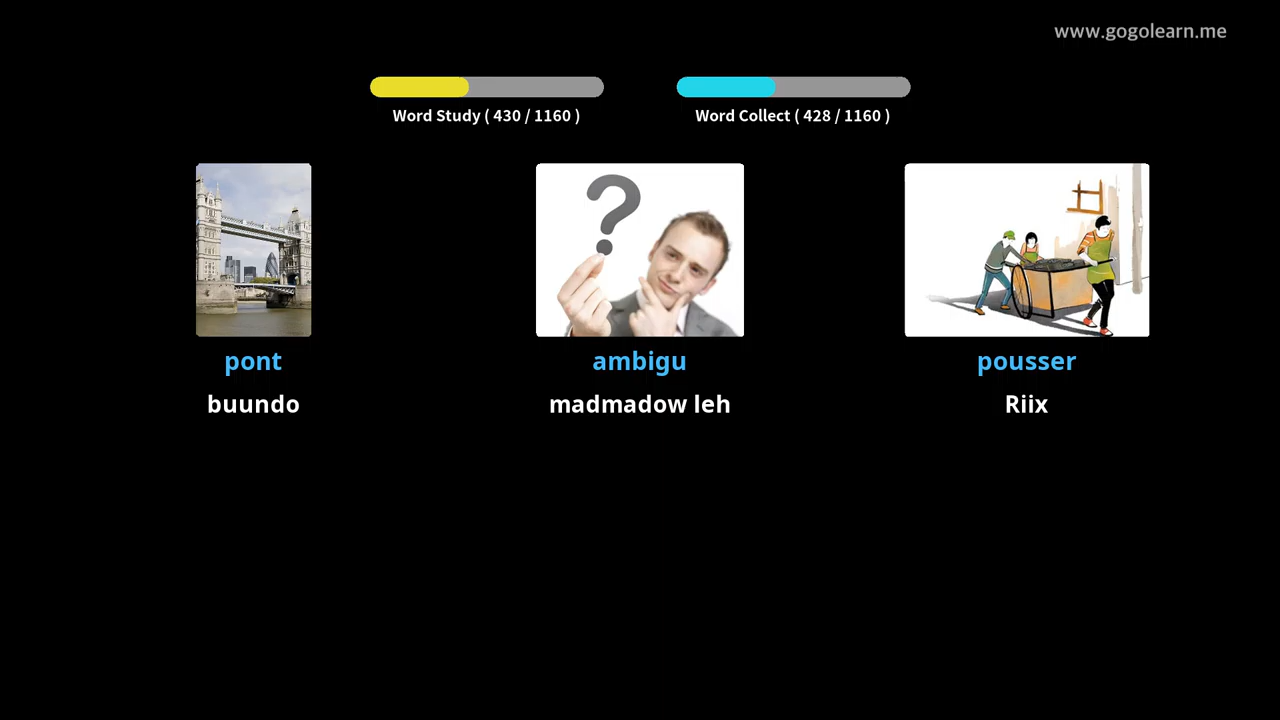 www.gogolearn.me
Word Study ( 430 / 1160 )
Word Collect ( 428 / 1160 )
pont
ambigu
pousser
buundo
madmadow leh
Riix